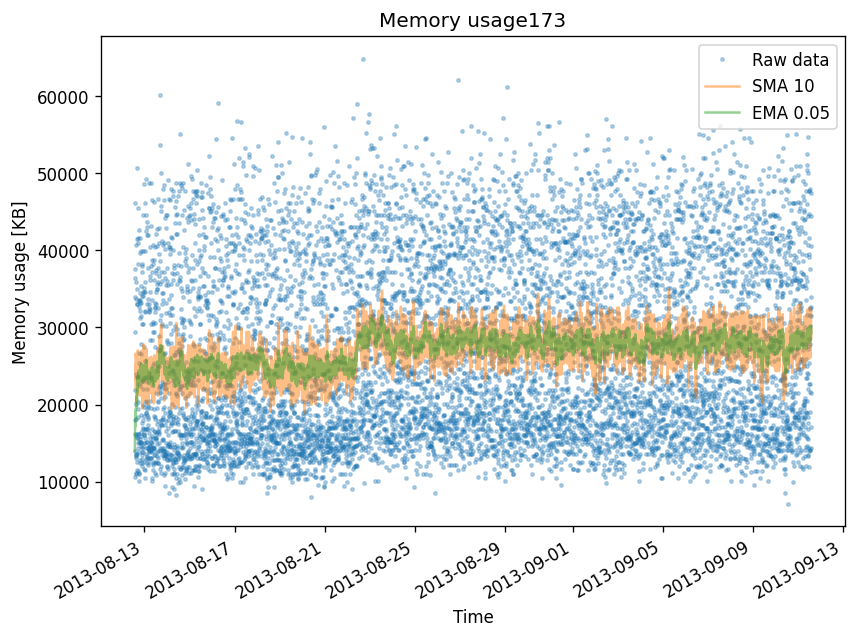 Memory usage173
Raw data
SMA 10
EMA 0.05
Memory usage [KB]
60000
50000
40000
30000
20000
10000
2013-08-13
2013-08-17
2013-08-21
2013-08-25
2013-08-29
2013-09-01
2013-09-05
2013-09-09
2013-09-13
Time